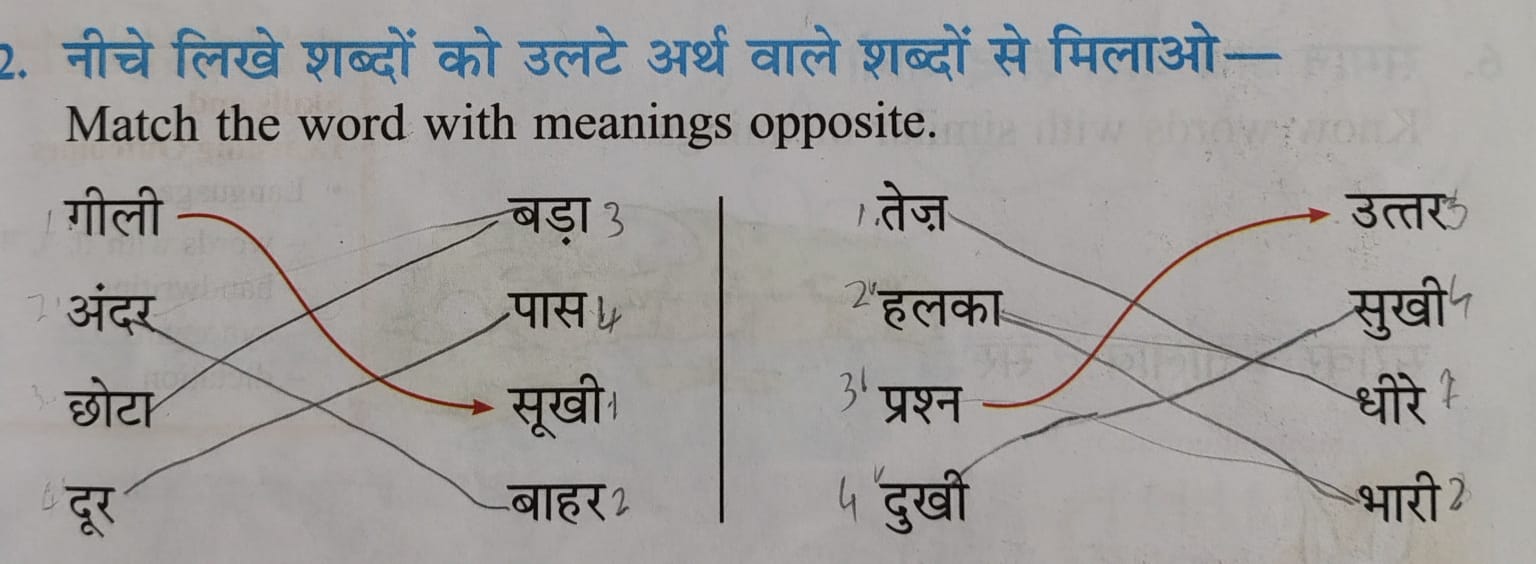 2. नीचे लिखे शब्दों को उलटे अर्थ वाले शब्दों से मिलाओ—
Match the word with meanings opposite.
1 गीली बड़ा 3 1. तेज़ उत्तर 3
2 अंदर पास 4 2 हलका सुखी 4
3 छोटा सूखी 1 3 प्रश्न धीरे
4 दूर बाहर 2 4 दुखी भारी 2